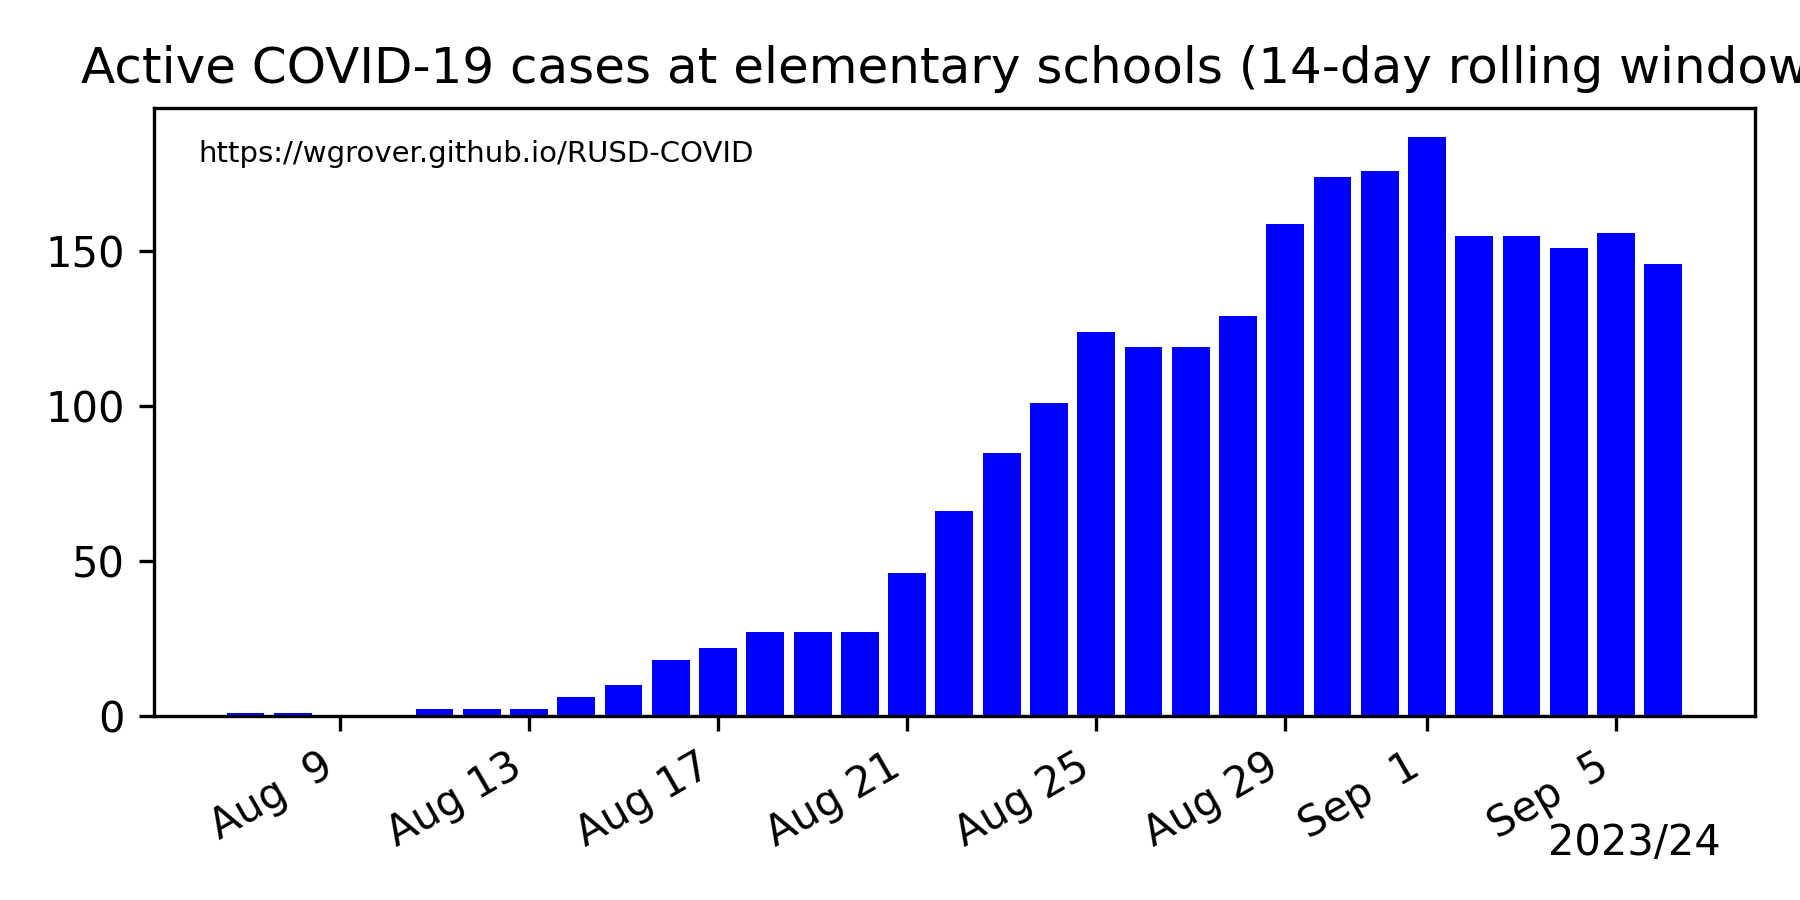 Active COVID-19 cases at elementary schools (14-day rolling window
https://wgrover.github.io/RUSD-COVID
150
100
50
0
Aug 9
Aug 13
Aug 17
Aug 21
Aug 25
Aug 29
Sep 1
Sep 5
2023/24